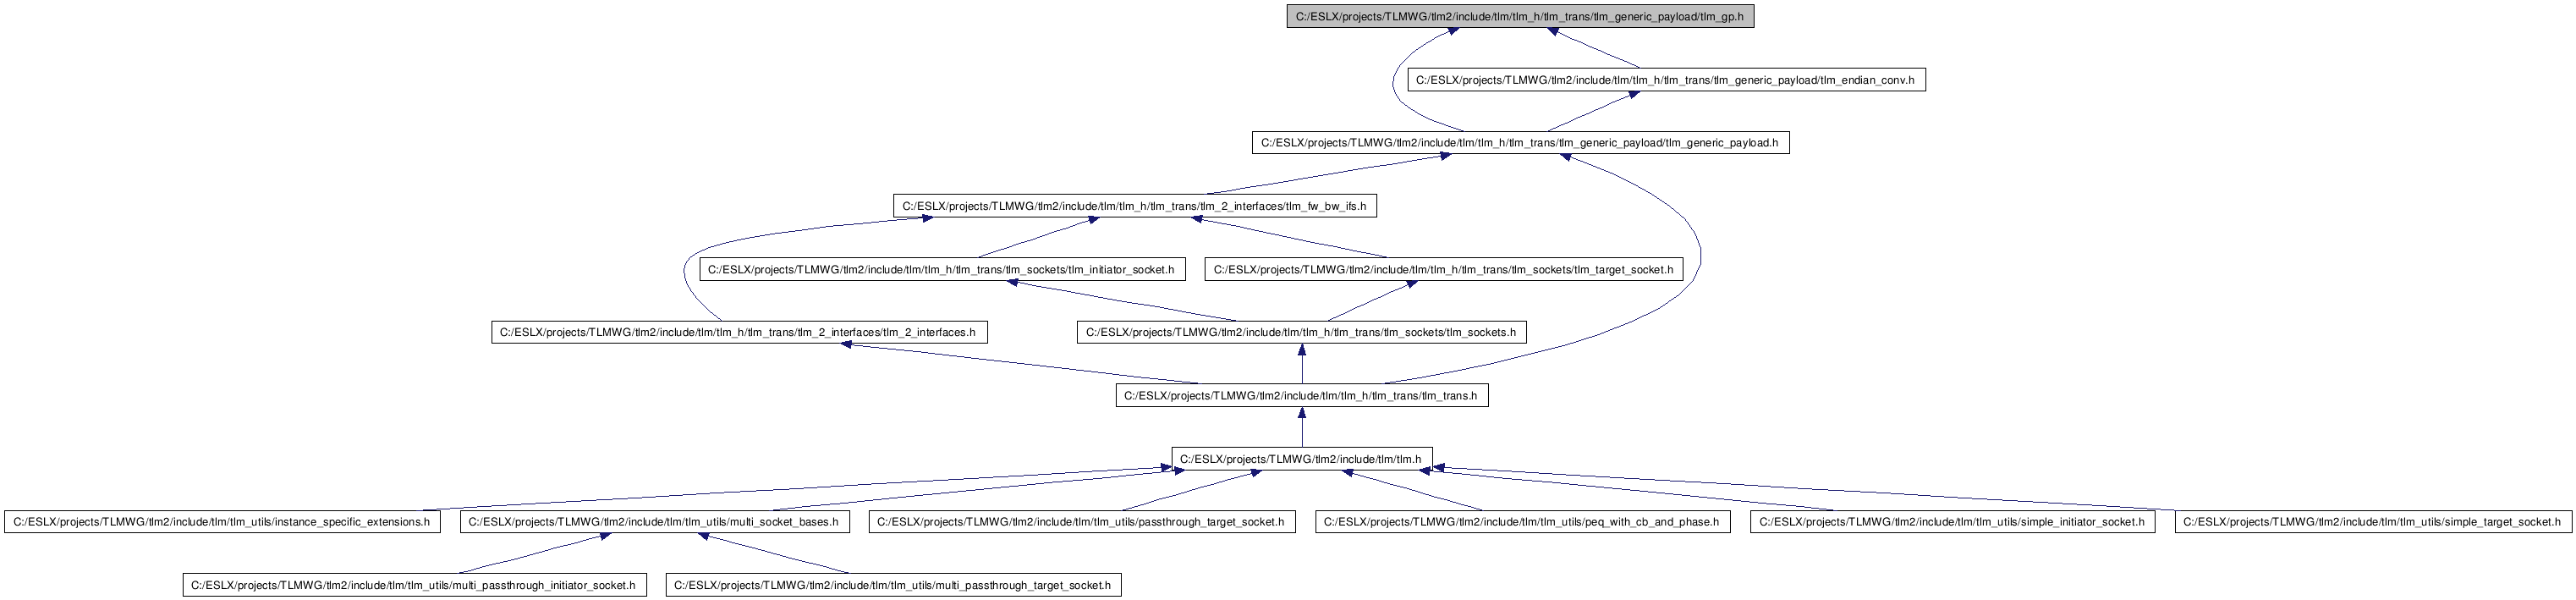 C:/ESLX/projects/TLMWG/tlm2/include/tlm/tlm_h/tlm_trans/tlm_generic_payload/tlm_gp.h
C:/ESLX/projects/TLMWG/tlm2/include/tlm/tlm_h/tlm_trans/tlm_generic_payload/tlm_endian_conv.h
C:/ESLX/projects/TLMWG/tlm2/include/tlm/tlm_h/tlm_trans/tlm_generic_payload/tlm_generic_payload.h
C:/ESLX/projects/TLMWG/tlm2/include/tlm/tlm_h/tlm_trans/tlm_2_interfaces/tlm_fw_bw_ifs.h
C:/ESLX/projects/TLMWG/tlm2/include/tlm/tlm_h/tlm_trans/tlm_sockets/tlm_initiator_socket.h
C:/ESLX/projects/TLMWG/tlm2/include/tlm/tlm_h/tlm_trans/tlm_sockets/tlm_target_socket.h
C:/ESLX/projects/TLMWG/tlm2/include/tlm/tlm_h/tlm_trans/tlm_2_interfaces/tlm_2_interfaces.h
C:/ESLX/projects/TLMWG/tlm2/include/tlm/tlm_h/tlm_trans/tlm_sockets/tlm_sockets.h
C:/ESLX/projects/TLMWG/tlm2/include/tlm/tlm_h/tlm_trans/tlm_trans.h
C:/ESLX/projects/TLMWG/tlm2/include/tlm/tlm.h
C:/ESLX/projects/TLMWG/tlm2/include/tlm/tlm_utils/instance_specific_extensions.h
C:/ESLX/projects/TLMWG/tlm2/include/tlm/tlm_utils/multi_socket_bases.h
C:/ESLX/projects/TLMWG/tlm2/include/tlm/tlm_utils/passthrough_target_socket.h
C:/ESLX/projects/TLMWG/tlm2/include/tlm/tlm_utils/peq_with_cb_and_phase.h
C:/ESLX/projects/TLMWG/tlm2/include/tlm/tlm_utils/simple_initiator_socket.h
C:/ESLX/projects/TLMWG/tlm2/include/tlm/tlm_utils/simple_target_socket.h
C:/ESLX/projects/TLMWG/tlm2/include/tlm/tlm_utils/multi_passthrough_initiator_socket.h
C:/ESLX/projects/TLMWG/tlm2/include/tlm/tlm_utils/multi_passthrough_target_socket.h